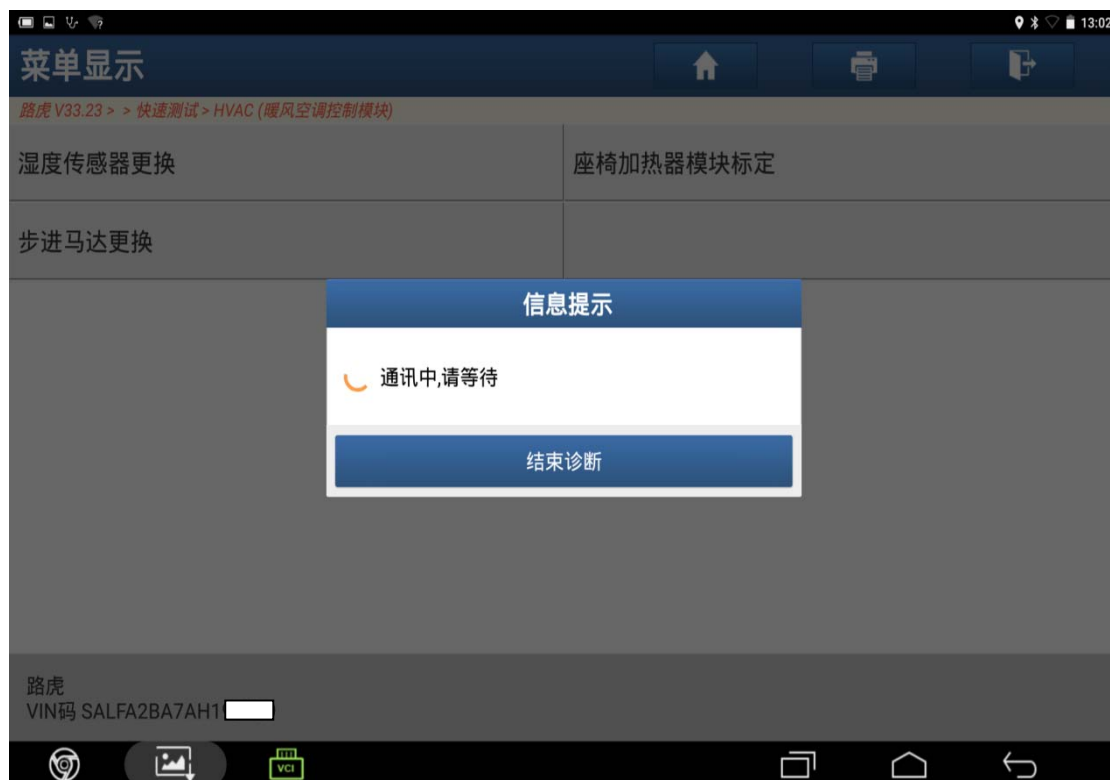 13:02
菜单显示
路虎 V33.23 > > 快速测试 > HVAC (暖风空调控制模块)
湿度传感器更换
座椅加热器模块标定
步进马达更换
信息提示
通讯中,请等待
结束诊断
路虎
VIN码 SALFA2BA7AH1
VCI